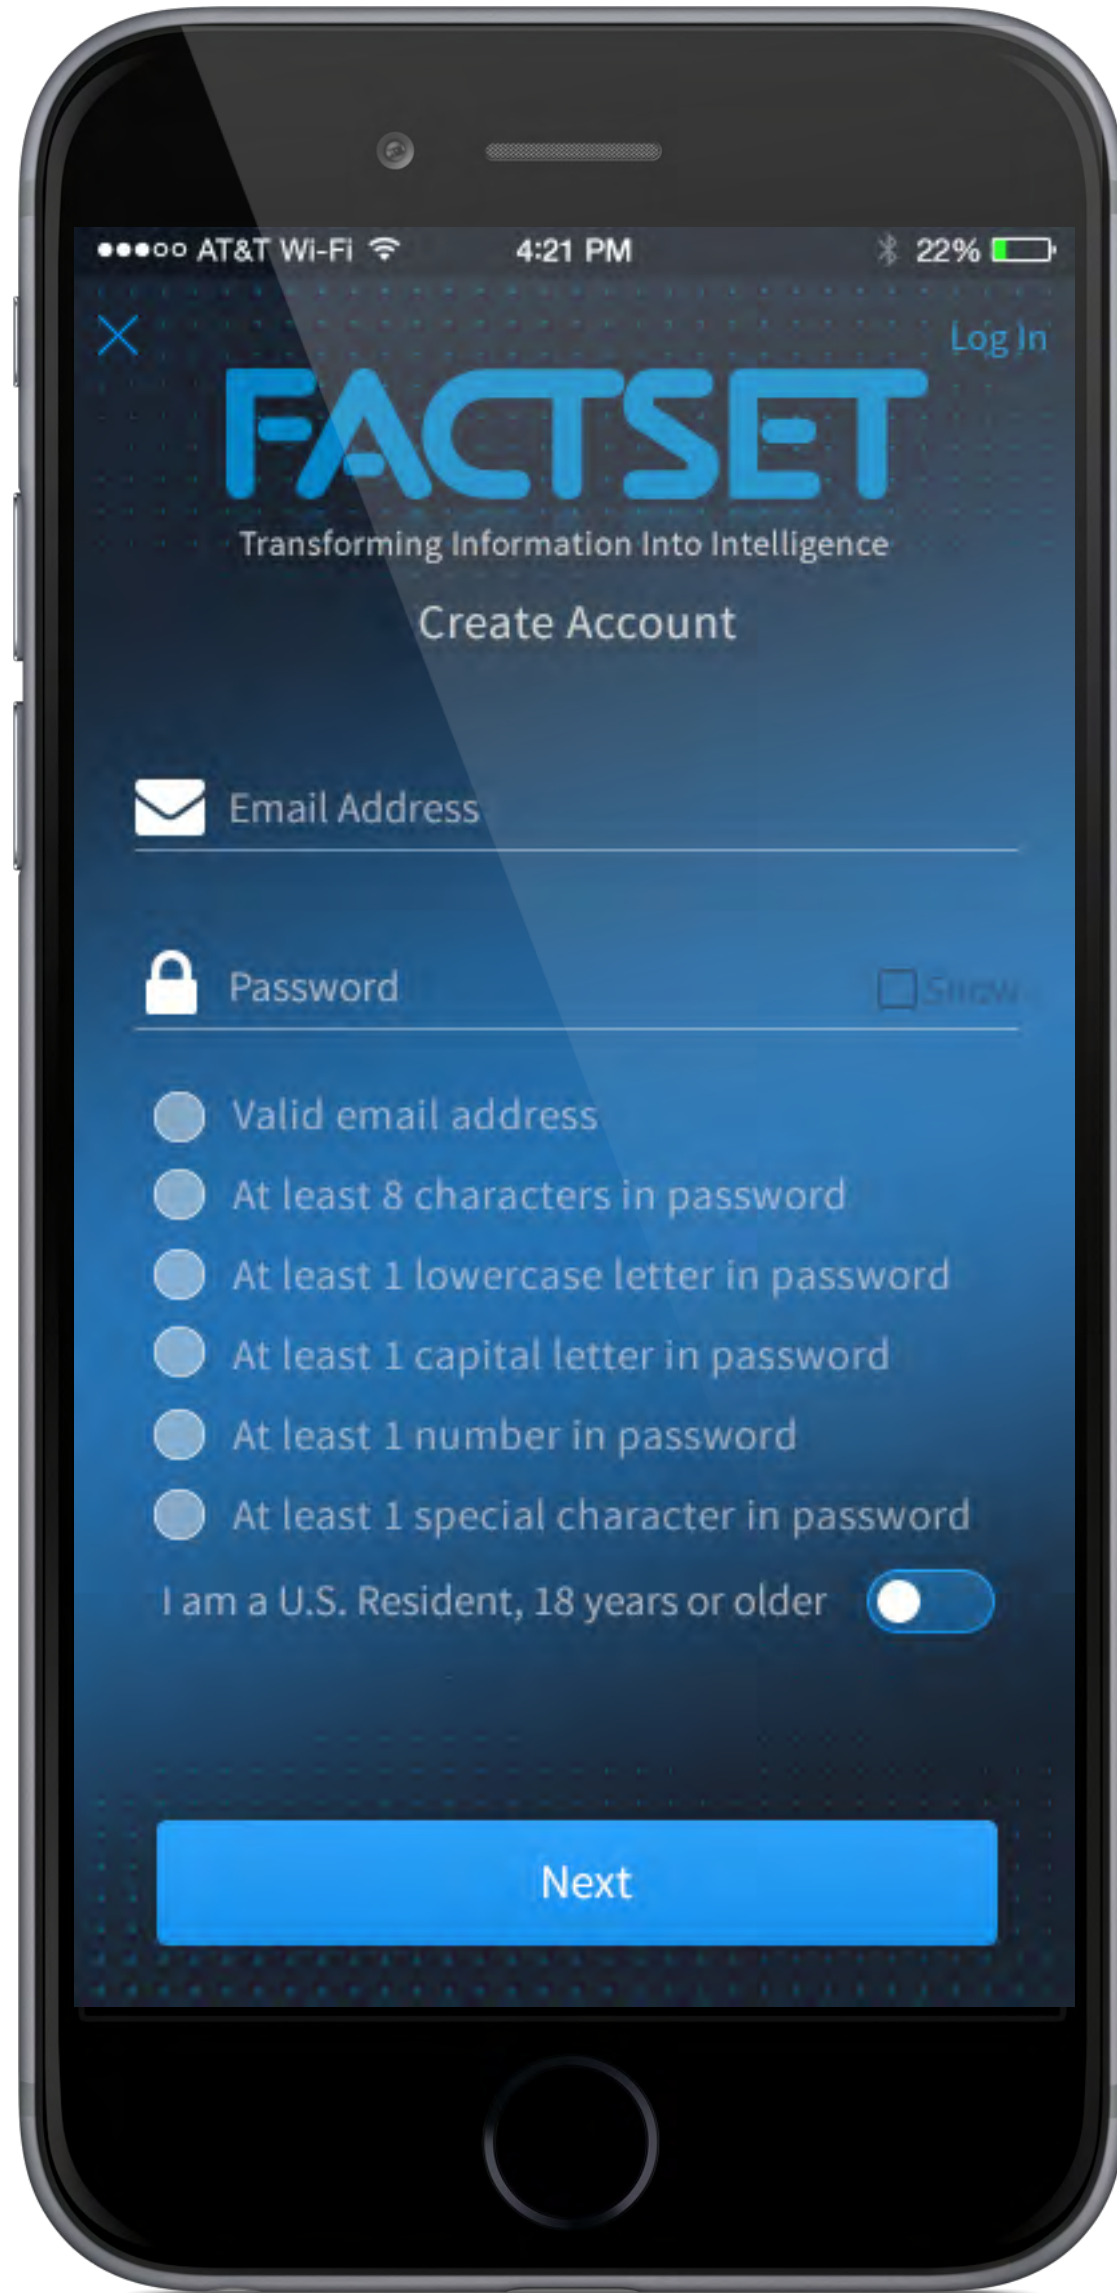 AT&T Wi-Fi 4:21 PM 22%
Log In
FACTSET
Transforming Information Into Intelligence
Create Account
Email Address
Password Show
Valid email address
At least 8 characters in password
At least 1 lowercase letter in password
At least 1 capital letter in password
At least 1 number in password
At least 1 special character in password
I am a U.S. Resident, 18 years or older
Next